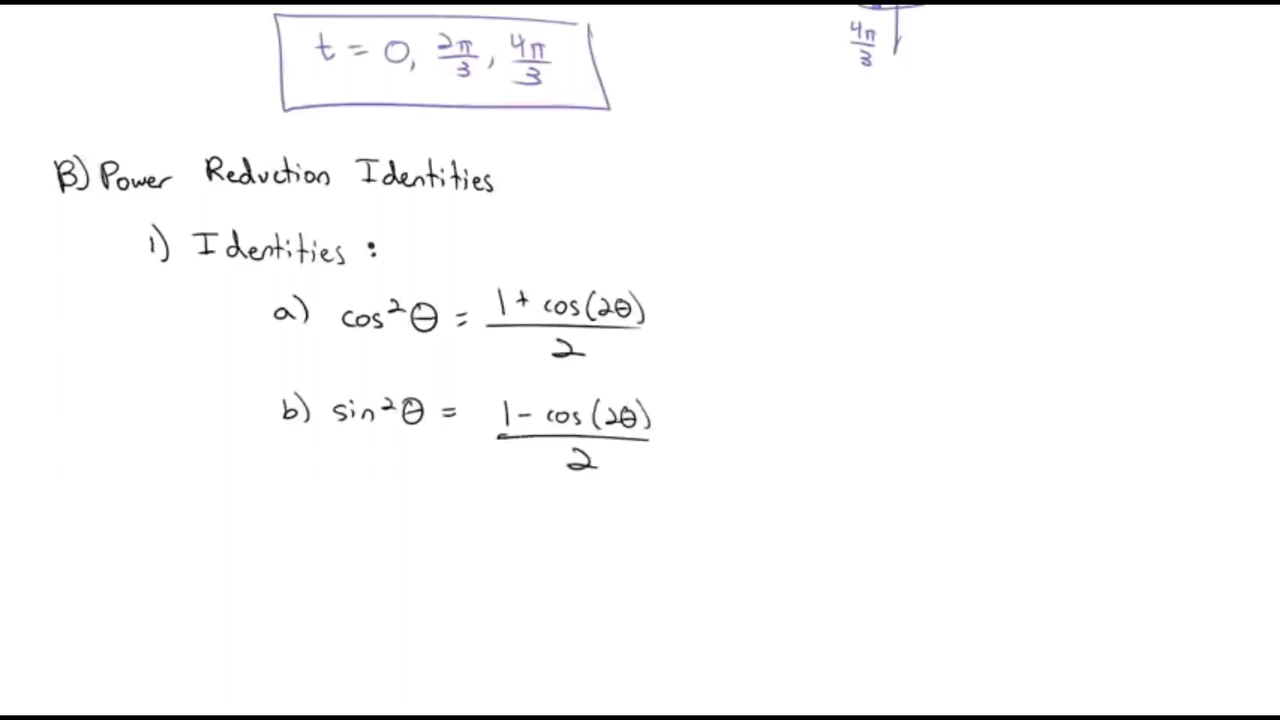 t = 0, 2π/3, 4π/3
4π/3
B) Power Reduction Identities
1) Identities :
a) cos²θ = 1 + cos(2θ) / 2
b) sin²θ = 1 - cos(2θ) / 2